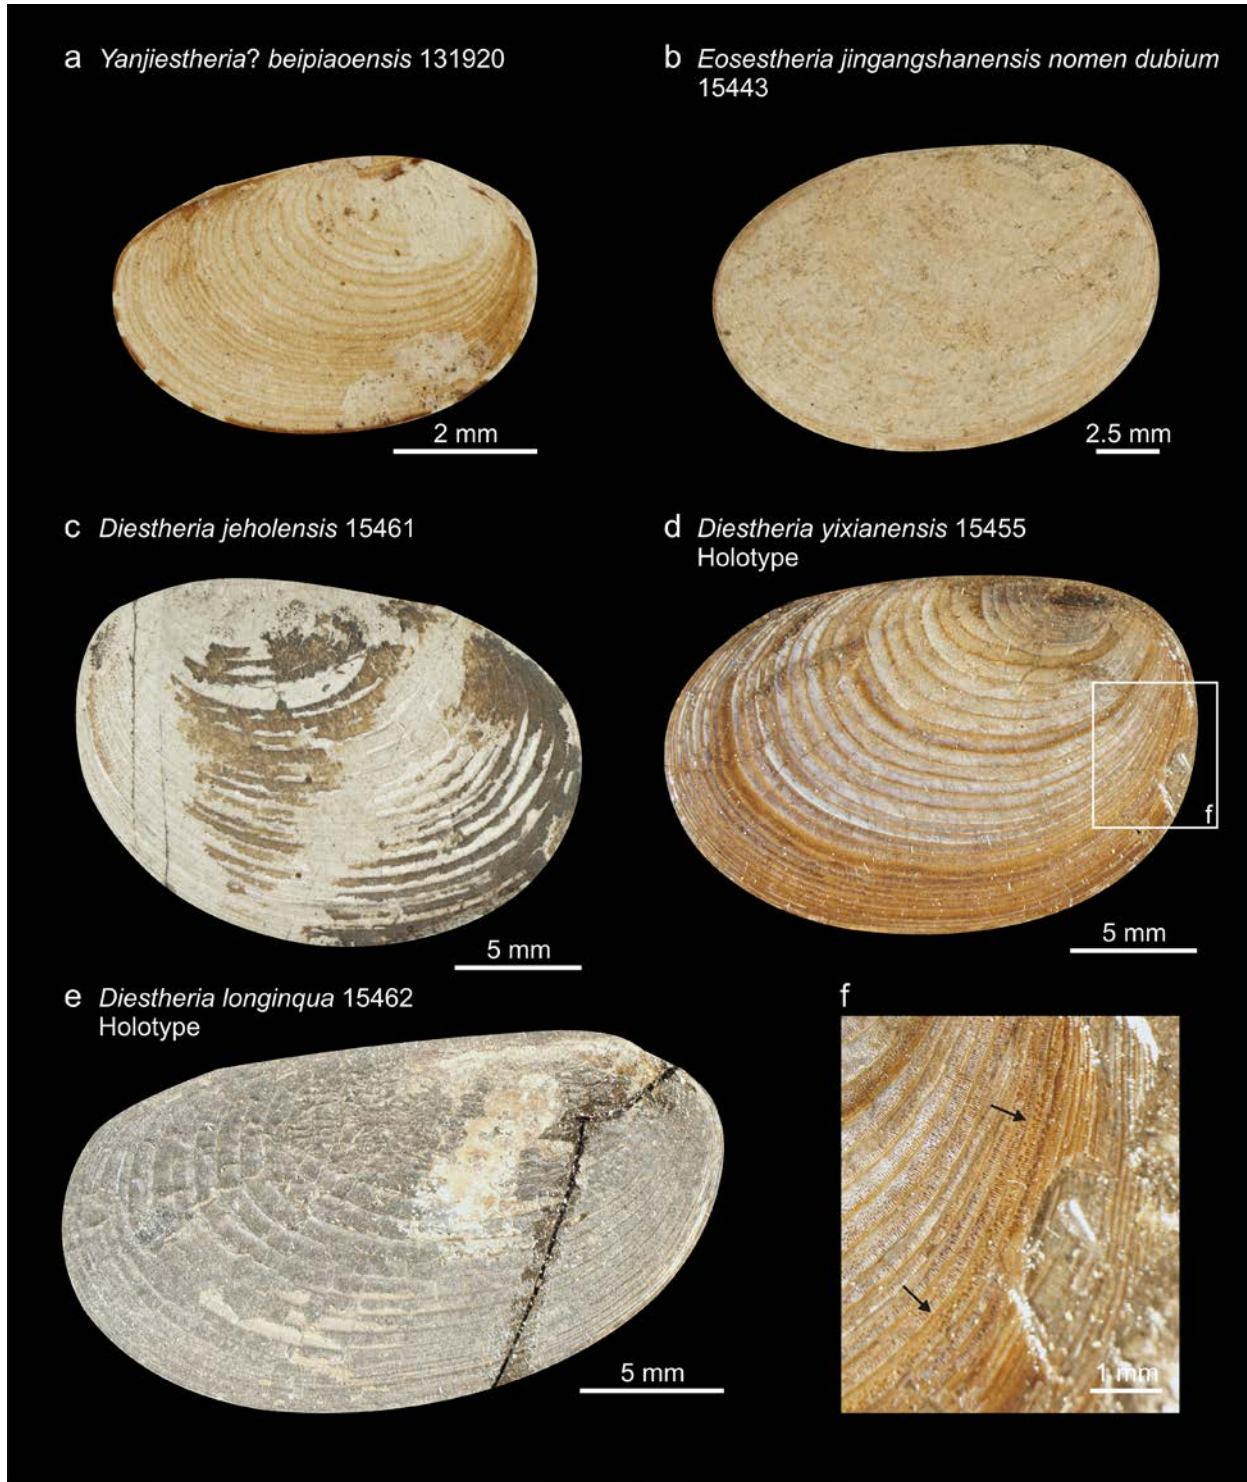 a Yanjiestheria? beipiaoensis 131920
b Eosestheria jingangshanensis nomen dubium
15443
2 mm
2.5 mm
c Diestheria jeholensis 15461
d Diestheria yixianensis 15455
Holotype
f
5 mm
5 mm
e Diestheria longinqua 15462
Holotype
5 mm
f
1 mm